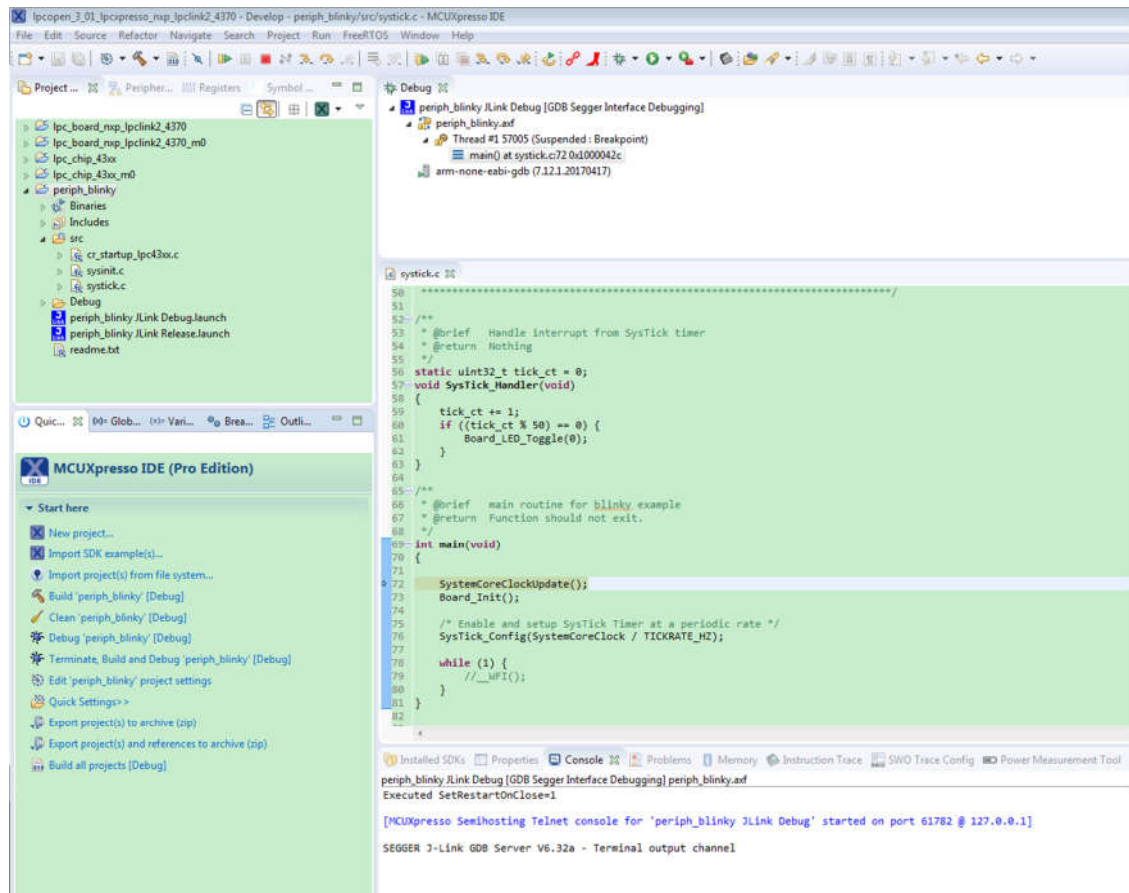 lpcopen_3_01_lpcxpresso_nxp_lpclink2_4370 - Develop - periph_blinky/src/systick.c - MCUXpresso IDE
File Edit Source Refactor Navigate Search Project Run FreeRTOS Window Help
Project ... Peripher... Registers Symbol ...
lpc_board_nxp_lpclink2_4370
lpc_board_nxp_lpclink2_4370_m0
lpc_chip_43xx
lpc_chip_43xx_m0
periph_blinky
Binaries
Includes
src
cr_startup_lpc43xx.c
sysinit.c
systick.c
Debug
periph_blinky JLink Debug.launch
periph_blinky JLink Release.launch
readme.txt
Quic... (x)= Glob... (x)= Vari... Brea... Outli...
IDE
MCUXpresso IDE (Pro Edition)
Start here
New project...
Import SDK example(s)...
Import project(s) from file system...
Build 'periph_blinky' [Debug]
Clean 'periph_blinky' [Debug]
Debug 'periph_blinky' [Debug]
Terminate, Build and Debug 'periph_blinky' [Debug]
Edit 'periph_blinky' project settings
Quick Settings>>
Export project(s) to archive (zip)
Export project(s) and references to archive (zip)
Build all projects [Debug]
Debug
periph_blinky JLink Debug [GDB Segger Interface Debugging]
periph_blinky.axf
Thread #1 57005 (Suspended : Breakpoint)
main() at systick.c:72 0x1000042c
arm-none-eabi-gdb (7.12.1.20170417)
systick.c
50 *****************************************************************************/
51
52 /**
53 * @brief Handle interrupt from SysTick timer
54 * @return Nothing
55 */
56 static uint32_t tick_ct = 0;
57 void SysTick_Handler(void)
58 {
59 tick_ct += 1;
60 if ((tick_ct % 50) == 0) {
61 Board_LED_Toggle(0);
62 }
63 }
64
65 /**
66 * @brief main routine for blinky example
67 * @return Function should not exit.
68 */
69 int main(void)
70 {
71
72 SystemCoreClockUpdate();
73 Board_Init();
74
75 /* Enable and setup SysTick Timer at a periodic rate */
76 SysTick_Config(SystemCoreClock / TICKRATE_HZ);
77
78 while (1) {
79 //__WFI();
80 }
81 }
82
Installed SDKs Properties Console Problems Memory Instruction Trace SWO Trace Config Power Measurement Tool
periph_blinky JLink Debug [GDB Segger Interface Debugging] periph_blinky.axf
Executed SetRestartOnClose=1
[MCUXpresso Semihosting Telnet console for 'periph_blinky JLink Debug' started on port 61782 @ 127.0.0.1]
SEGGER J-Link GDB Server V6.32a - Terminal output channel